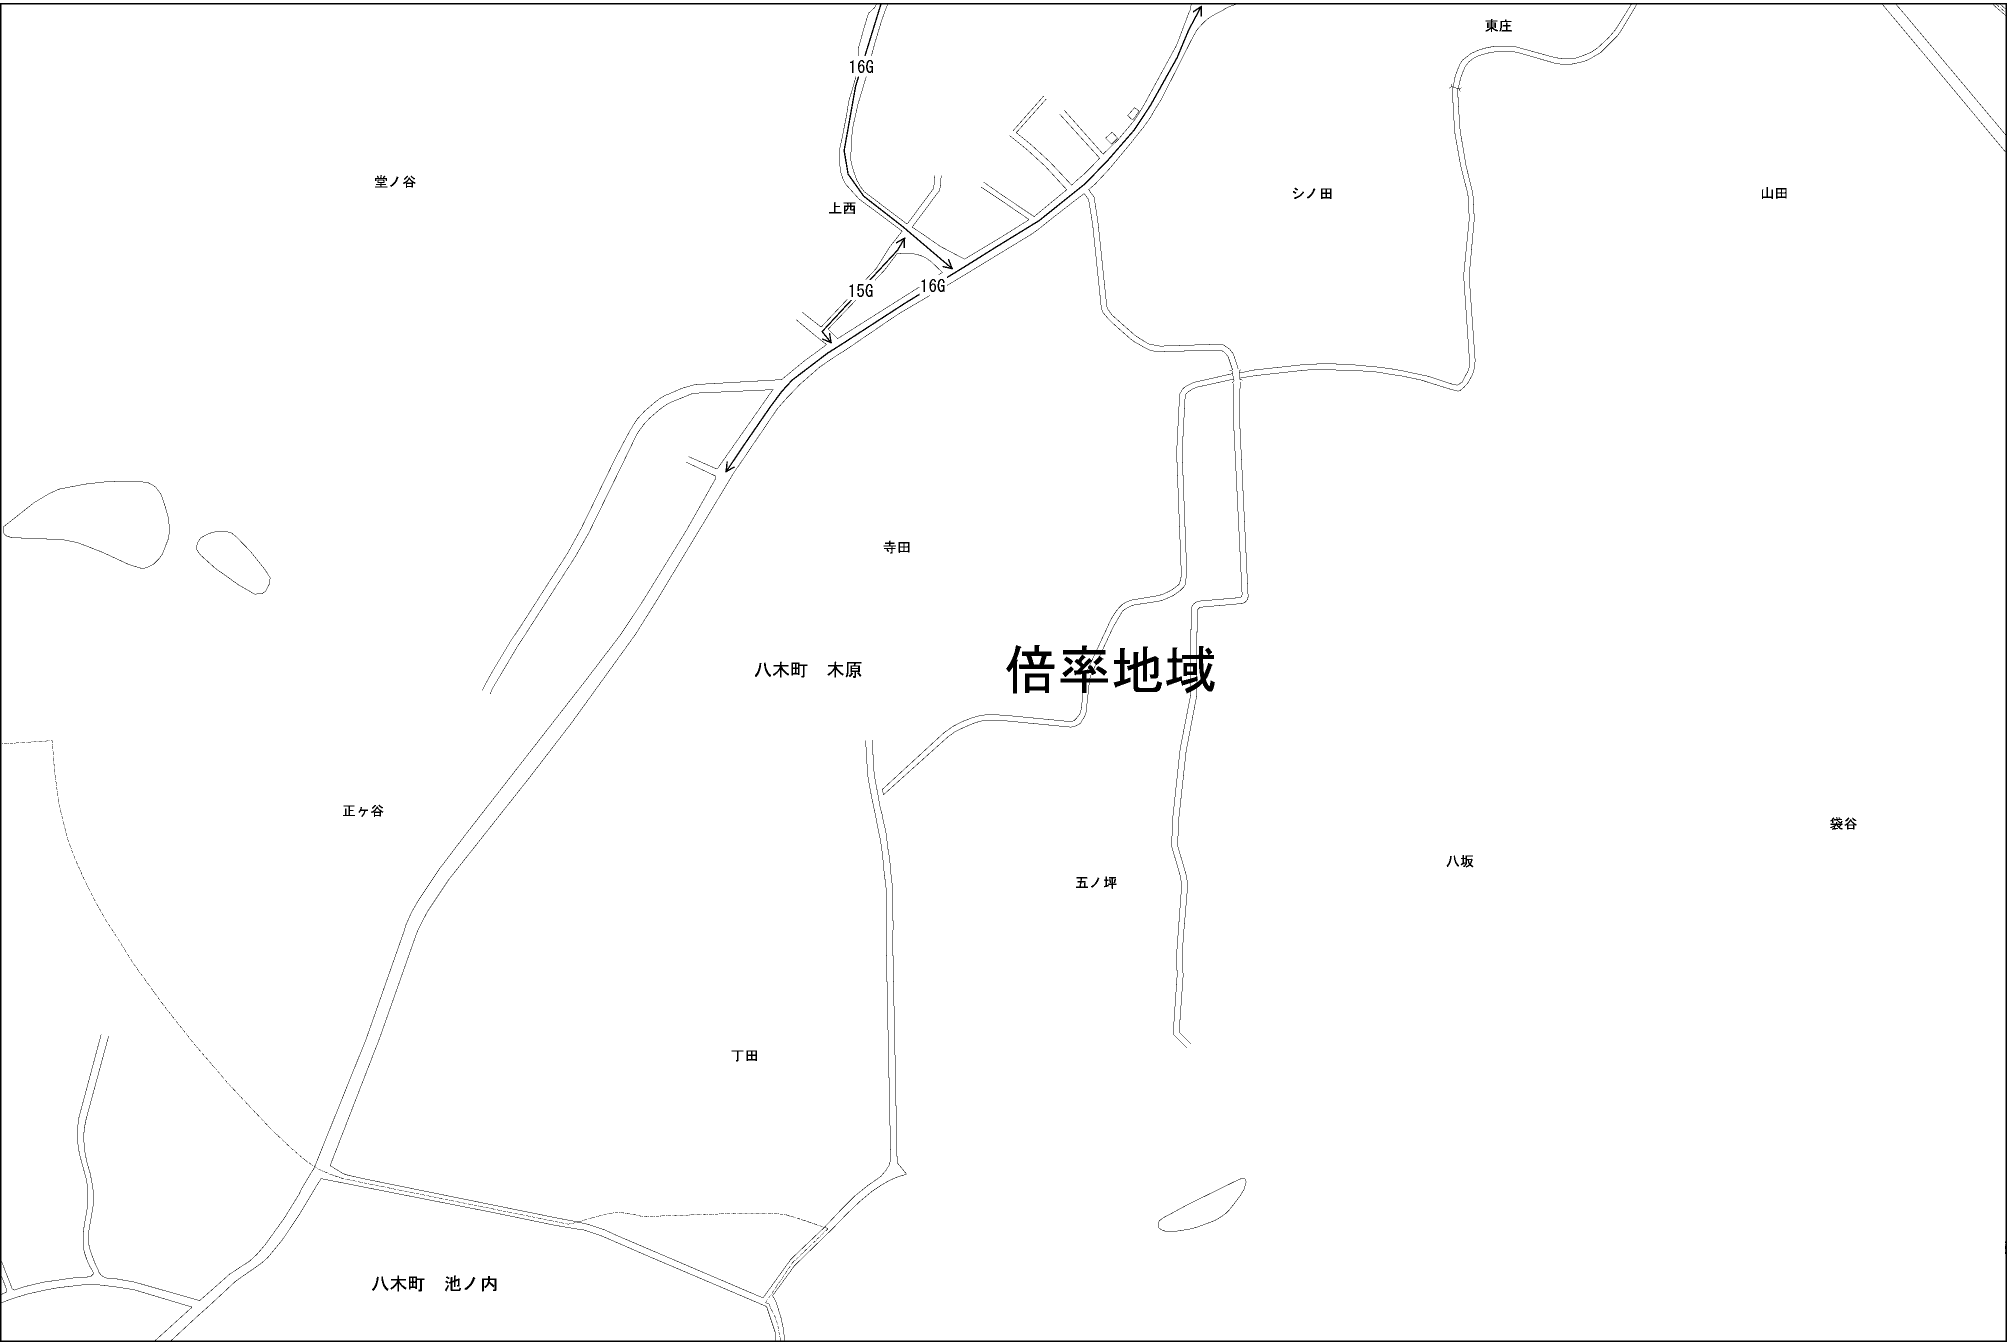 東庄
16G
堂ノ谷
シノ田
山田
上西
15G
16G
寺田
八木町　木原
倍率地域
正ヶ谷
袋谷
八坂
五ノ坪
丁田
八木町　池ノ内